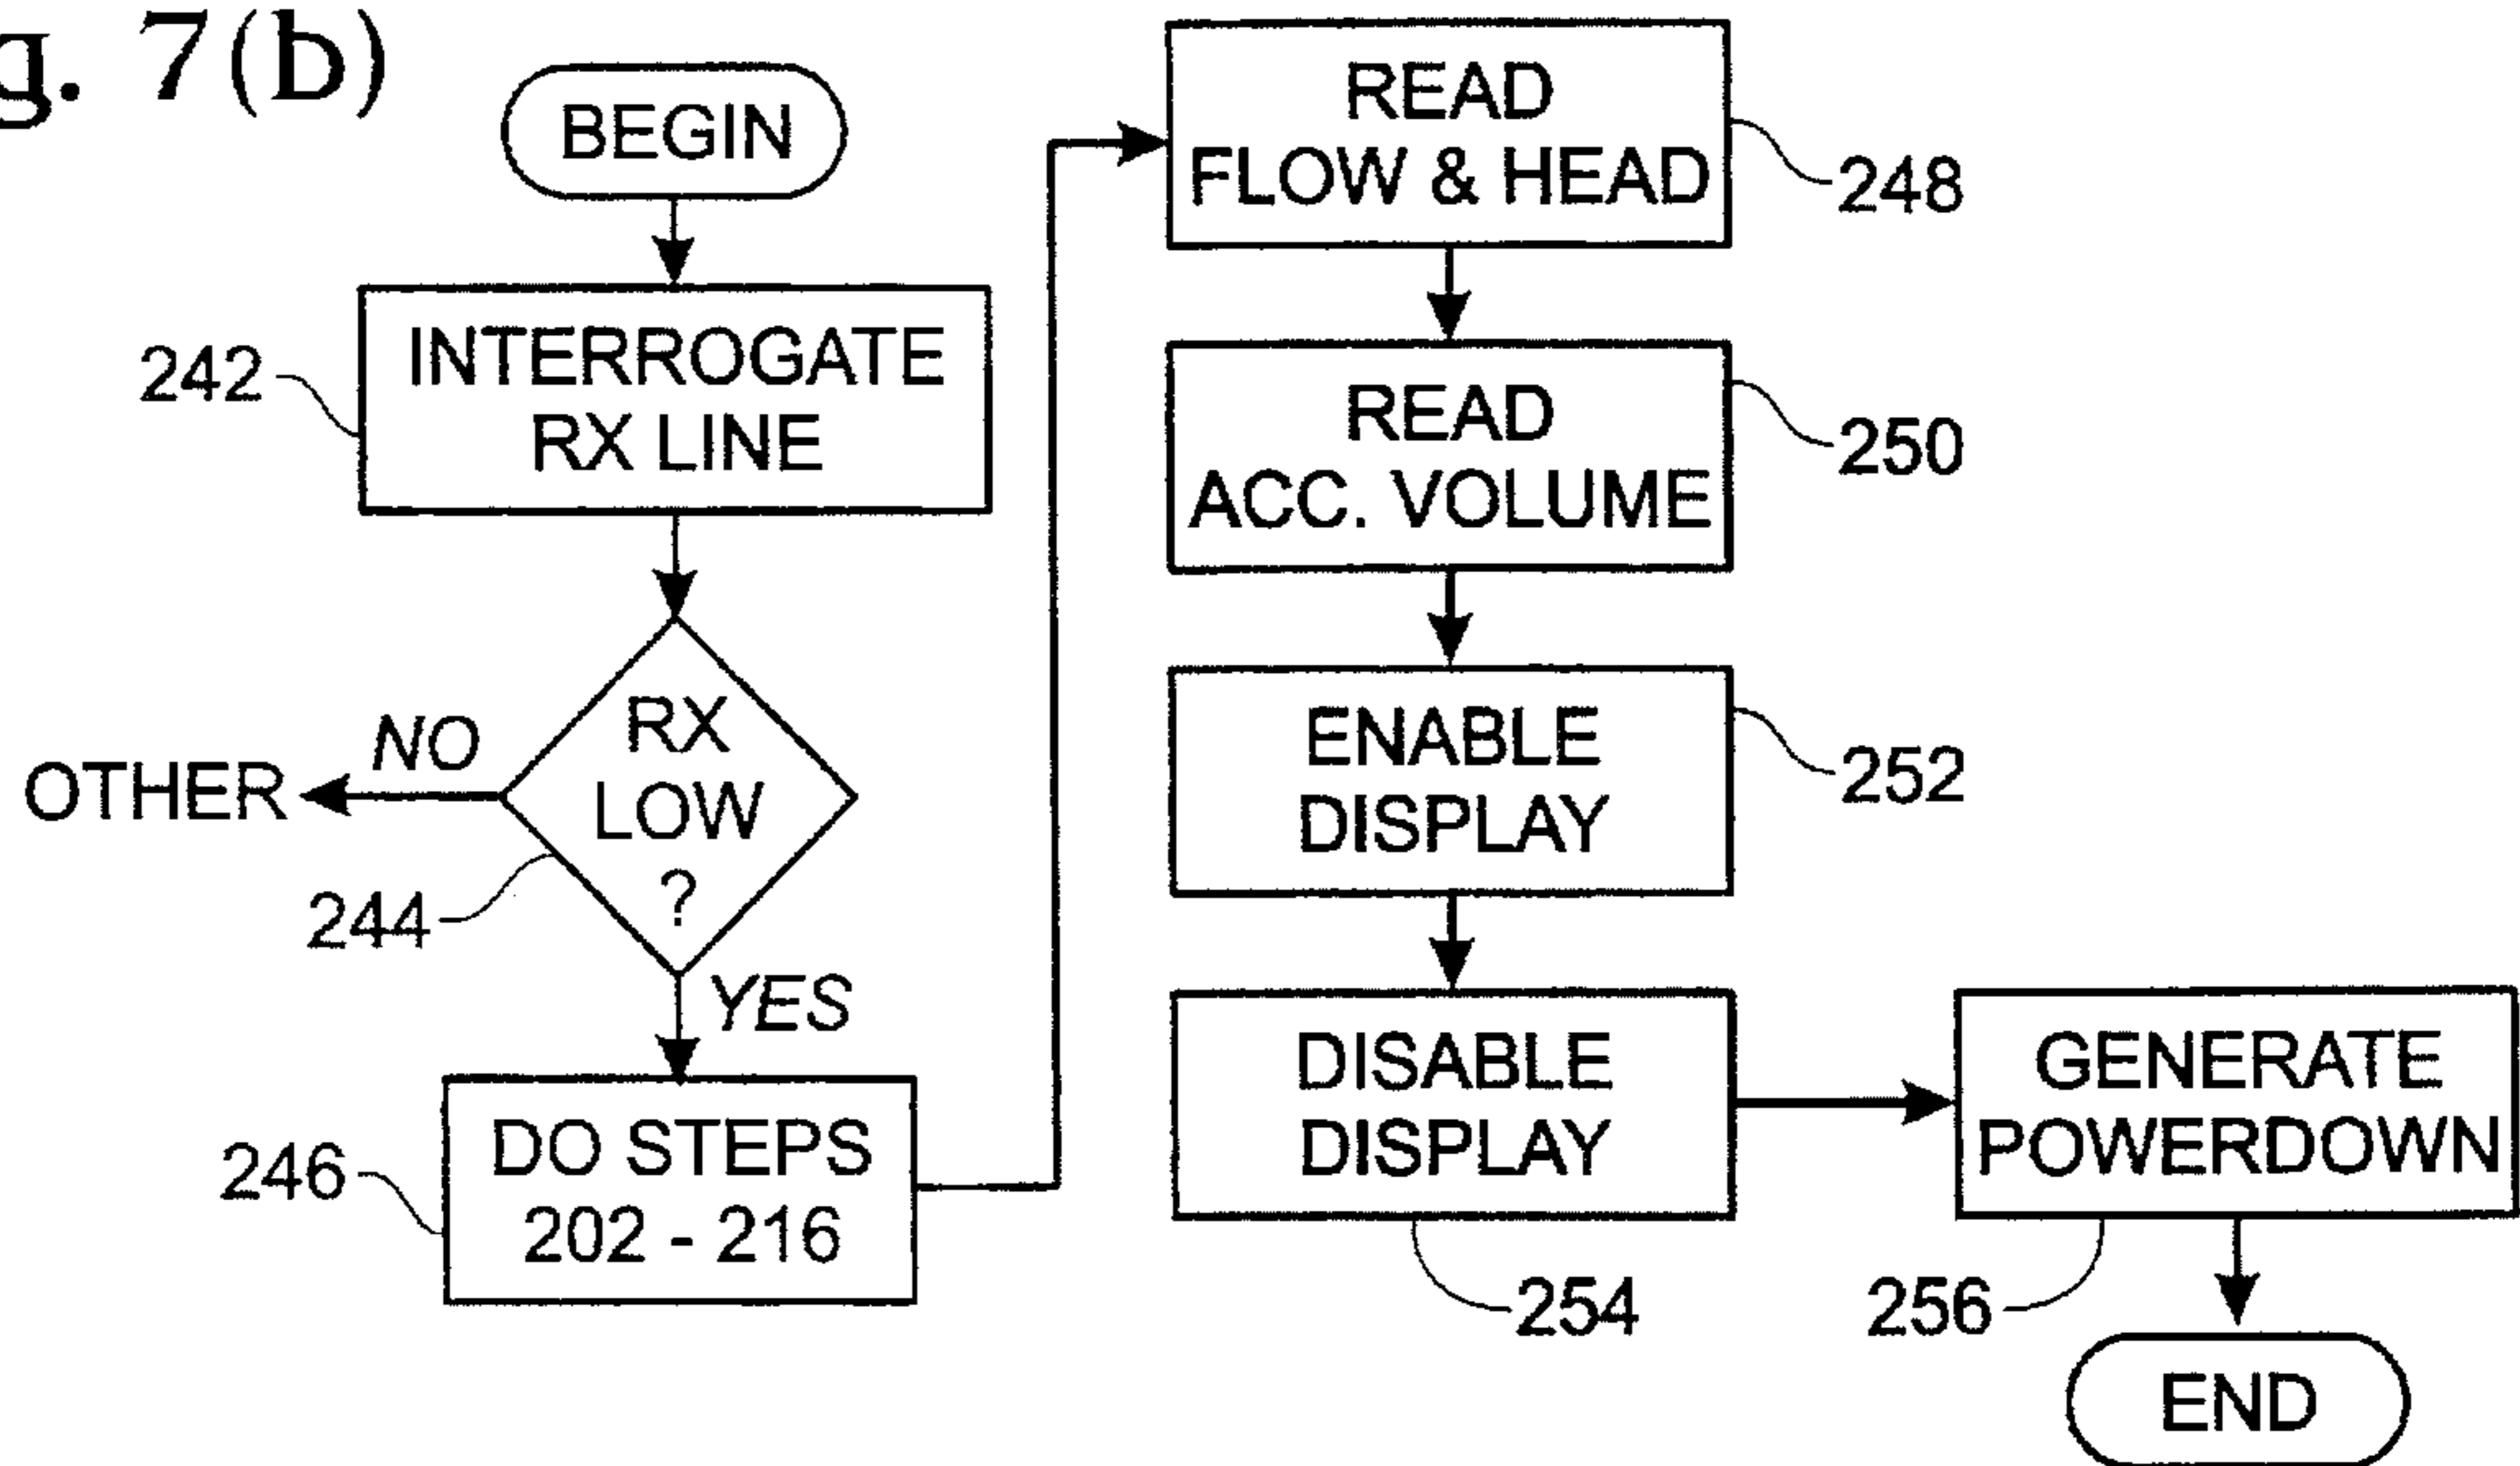 g. 7(b)
BEGIN
242
INTERROGATE
RX LINE
RX
LOW
?
NO
OTHER
244
YES
246
DO STEPS
202 - 216
READ
FLOW & HEAD
248
READ
ACC. VOLUME
250
ENABLE
DISPLAY
252
DISABLE
DISPLAY
254
GENERATE
POWERDOWN
256
END